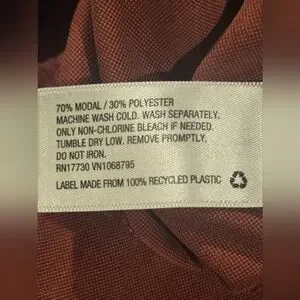 70% MODAL / 30% POLYESTER
MACHINE WASH COLD. WASH SEPARATELY.
ONLY NON-CHLORINE BLEACH IF NEEDED.
TUMBLE DRY LOW. REMOVE PROMPTLY.
DO NOT IRON.
RN17730 VN1068795
LABEL MADE FROM 100% RECYCLED PLASTIC